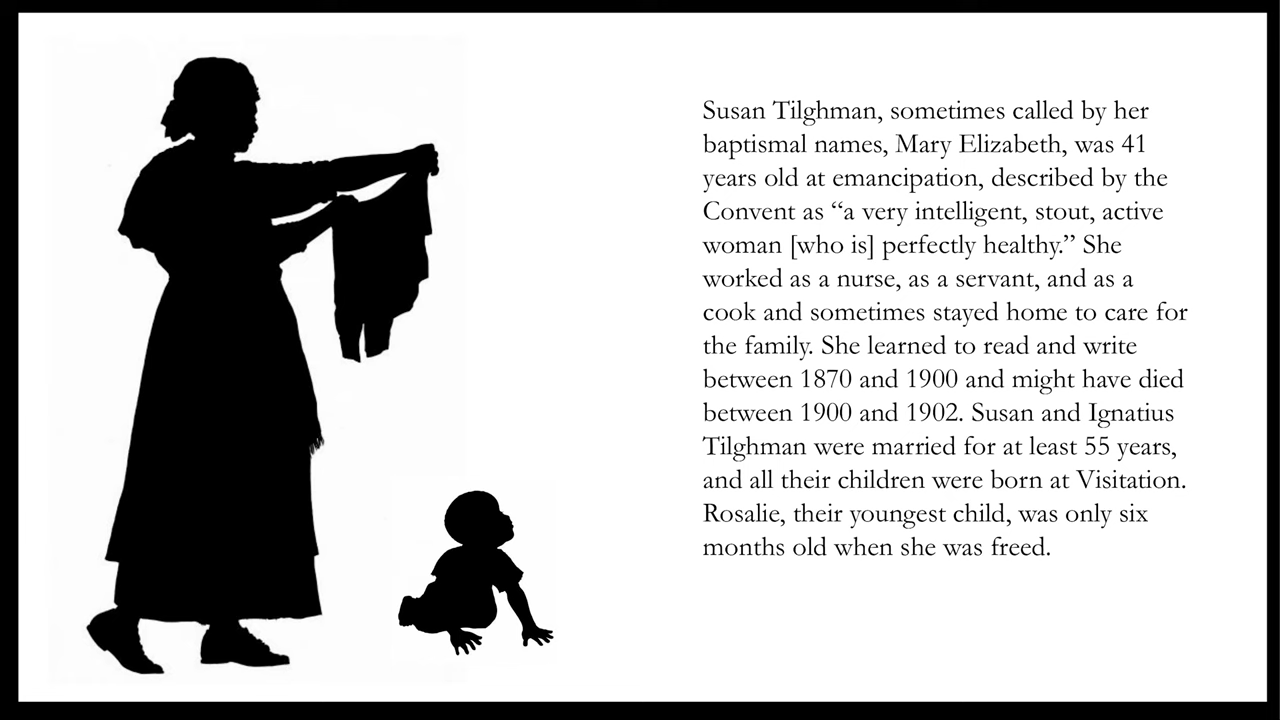 Susan Tilghman, sometimes called by her
baptismal names, Mary Elizabeth, was 41
years old at emancipation, described by the
Convent as “a very intelligent, stout, active
woman [who is] perfectly healthy.” She
worked as a nurse, as a servant, and as a
cook and sometimes stayed home to care for
the family. She learned to read and write
between 1870 and 1900 and might have died
between 1900 and 1902. Susan and Ignatius
Tilghman were married for at least 55 years,
and all their children were born at Visitation.
Rosalie, their youngest child, was only six
months old when she was freed.